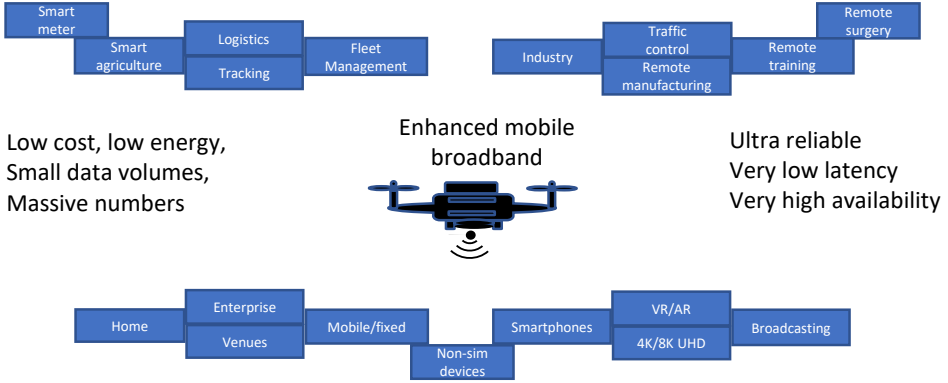 Smart
meter
Smart
agriculture
Logistics
Tracking
Fleet
Management
Industry
Traffic
control
Remote
manufacturing
Remote
training
Remote
surgery
Low cost, low energy,
Small data volumes,
Massive numbers
Enhanced mobile
broadband
Ultra reliable
Very low latency
Very high availability
Home
Enterprise
Venues
Mobile/fixed
Non-sim
devices
Smartphones
VR/AR
4K/8K UHD
Broadcasting